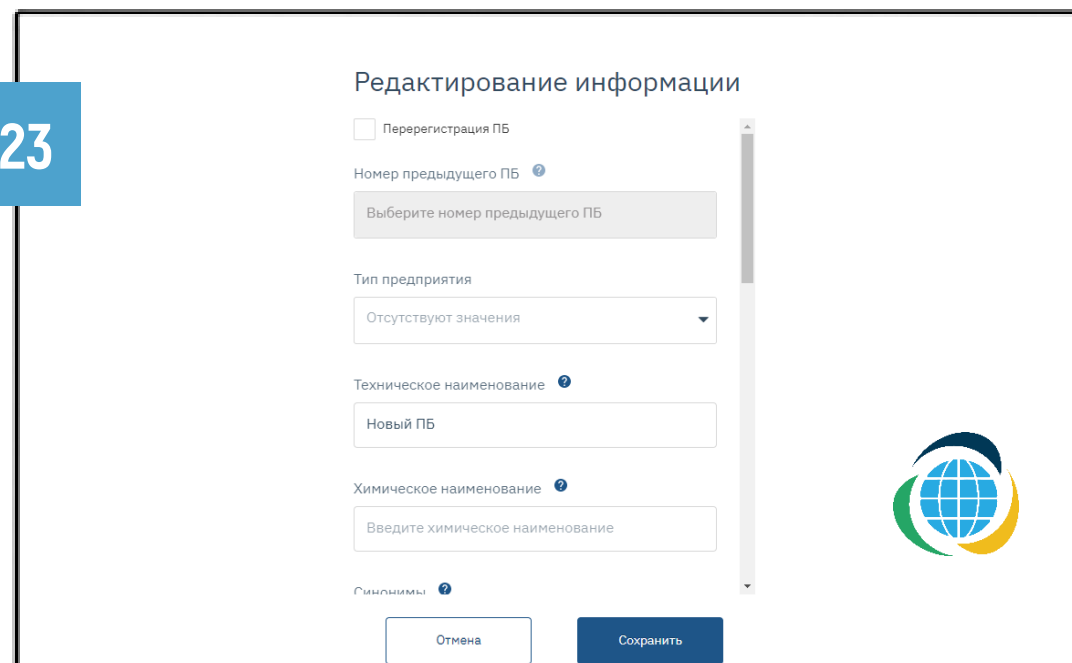 Редактирование информации
23
Перерегистрация ПБ
Номер предыдущего ПБ ?
Выберите номер предыдущего ПБ
Тип предприятия
Отсутствуют значения
Техническое наименование ?
Новый ПБ
Химическое наименование ?
Введите химическое наименование
Синонимы ?
Отмена
Сохранить